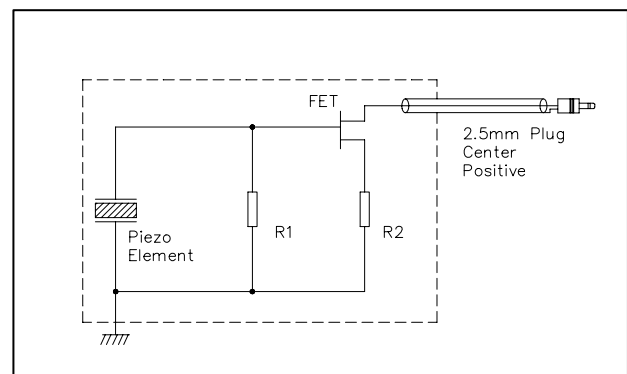 FET
2.5mm Plug
Center
Positive
Piezo
Element
R1
R2